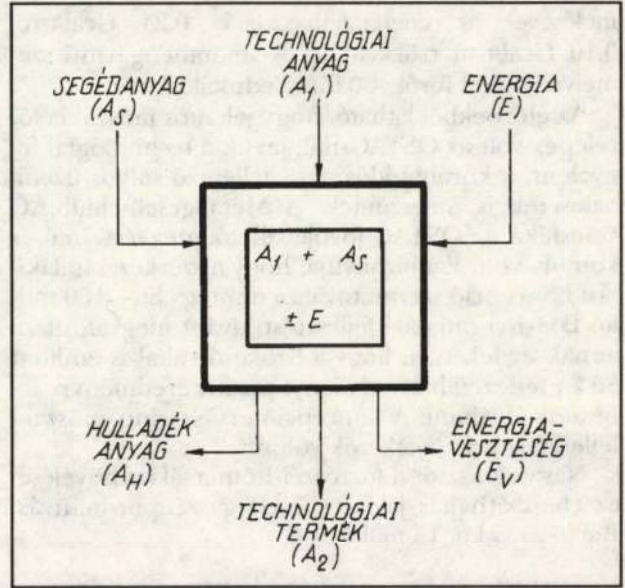 TECHNOLÓGIAI
ANYAG (A1)
SEGÉDANYAG
(AS)
ENERGIA
(E)
A1 + AS
± E
HULLADÉK
ANYAG
(AH)
ENERGIA-
VESZTESÉG
(EV)
TECHNOLÓGIAI
TERMÉK
(A2)